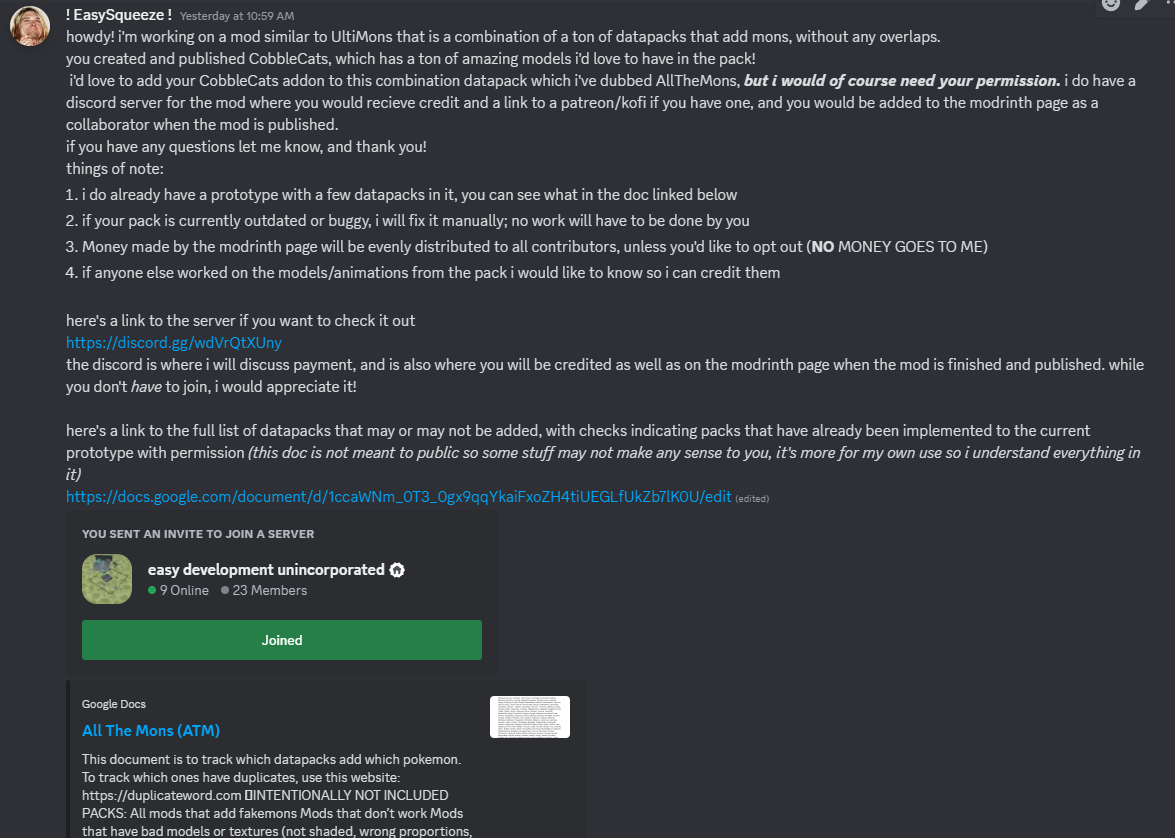 ! EasySqueeze ! Yesterday at 10:59 AM
howdy! i'm working on a mod similar to UltiMons that is a combination of a ton of datapacks that add mons, without any overlaps.
you created and published CobbleCats, which has a ton of amazing models i'd love to have in the pack!
i'd love to add your CobbleCats addon to this combination datapack which i've dubbed AllTheMons, but i would of course need your permission. i do have a
discord server for the mod where you would recieve credit and a link to a patreon/kofi if you have one, and you would be added to the modrinth page as a
collaborator when the mod is published.
if you have any questions let me know, and thank you!
things of note:
1. i do already have a prototype with a few datapacks in it, you can see what in the doc linked below
2. if your pack is currently outdated or buggy, i will fix it manually; no work will have to be done by you
3. Money made by the modrinth page will be evenly distributed to all contributors, unless you'd like to opt out (NO MONEY GOES TO ME)
4. if anyone else worked on the models/animations from the pack i would like to know so i can credit them
here's a link to the server if you want to check it out
https://discord.gg/wdVrQtXUny
the discord is where i will discuss payment, and is also where you will be credited as well as on the modrinth page when the mod is finished and published. while
you don't have to join, i would appreciate it!
here's a link to the full list of datapacks that may or may not be added, with checks indicating packs that have already been implemented to the current
prototype with permission (this doc is not meant to public so some stuff may not make any sense to you, it's more for my own use so i understand everything in
it)
https://docs.google.com/document/d/1ccaWNm_0T3_0gx9qqYkaiFxoZH4tiUEGLfUkZb7lK0U/edit (edited)
YOU SENT AN INVITE TO JOIN A SERVER
easy development unincorporated
9 Online 23 Members
Joined
Google Docs
All The Mons (ATM)
This document is to track which datapacks add which pokemon.
To track which ones have duplicates, use this website:
https://duplicateword.com INTENTIONALLY NOT INCLUDED
PACKS: All mods that add fakemons Mods that don't work Mods
that have bad models or textures (not shaded, wrong proportions,